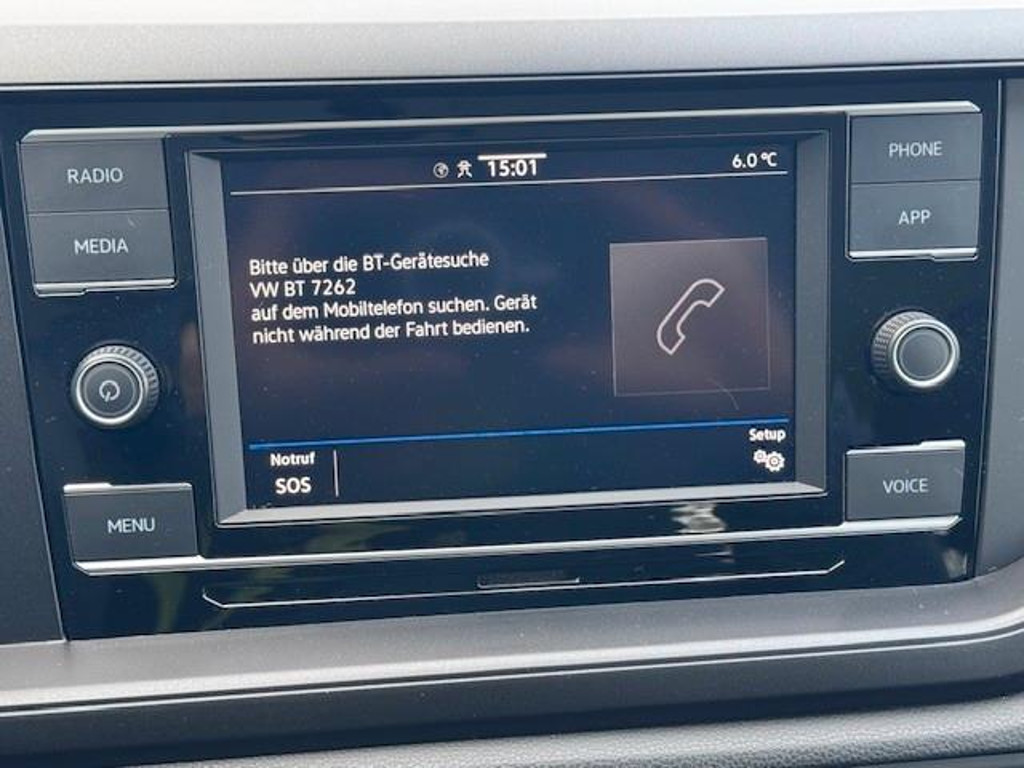 15:01
6.0 ºC
RADIO
MEDIA
PHONE
APP
Bitte über die BT-Gerätesuche
VW BT 7262
auf dem Mobiltelefon suchen. Gerät
nicht während der Fahrt bedienen.
Notruf
SOS
Setup
MENU
VOICE